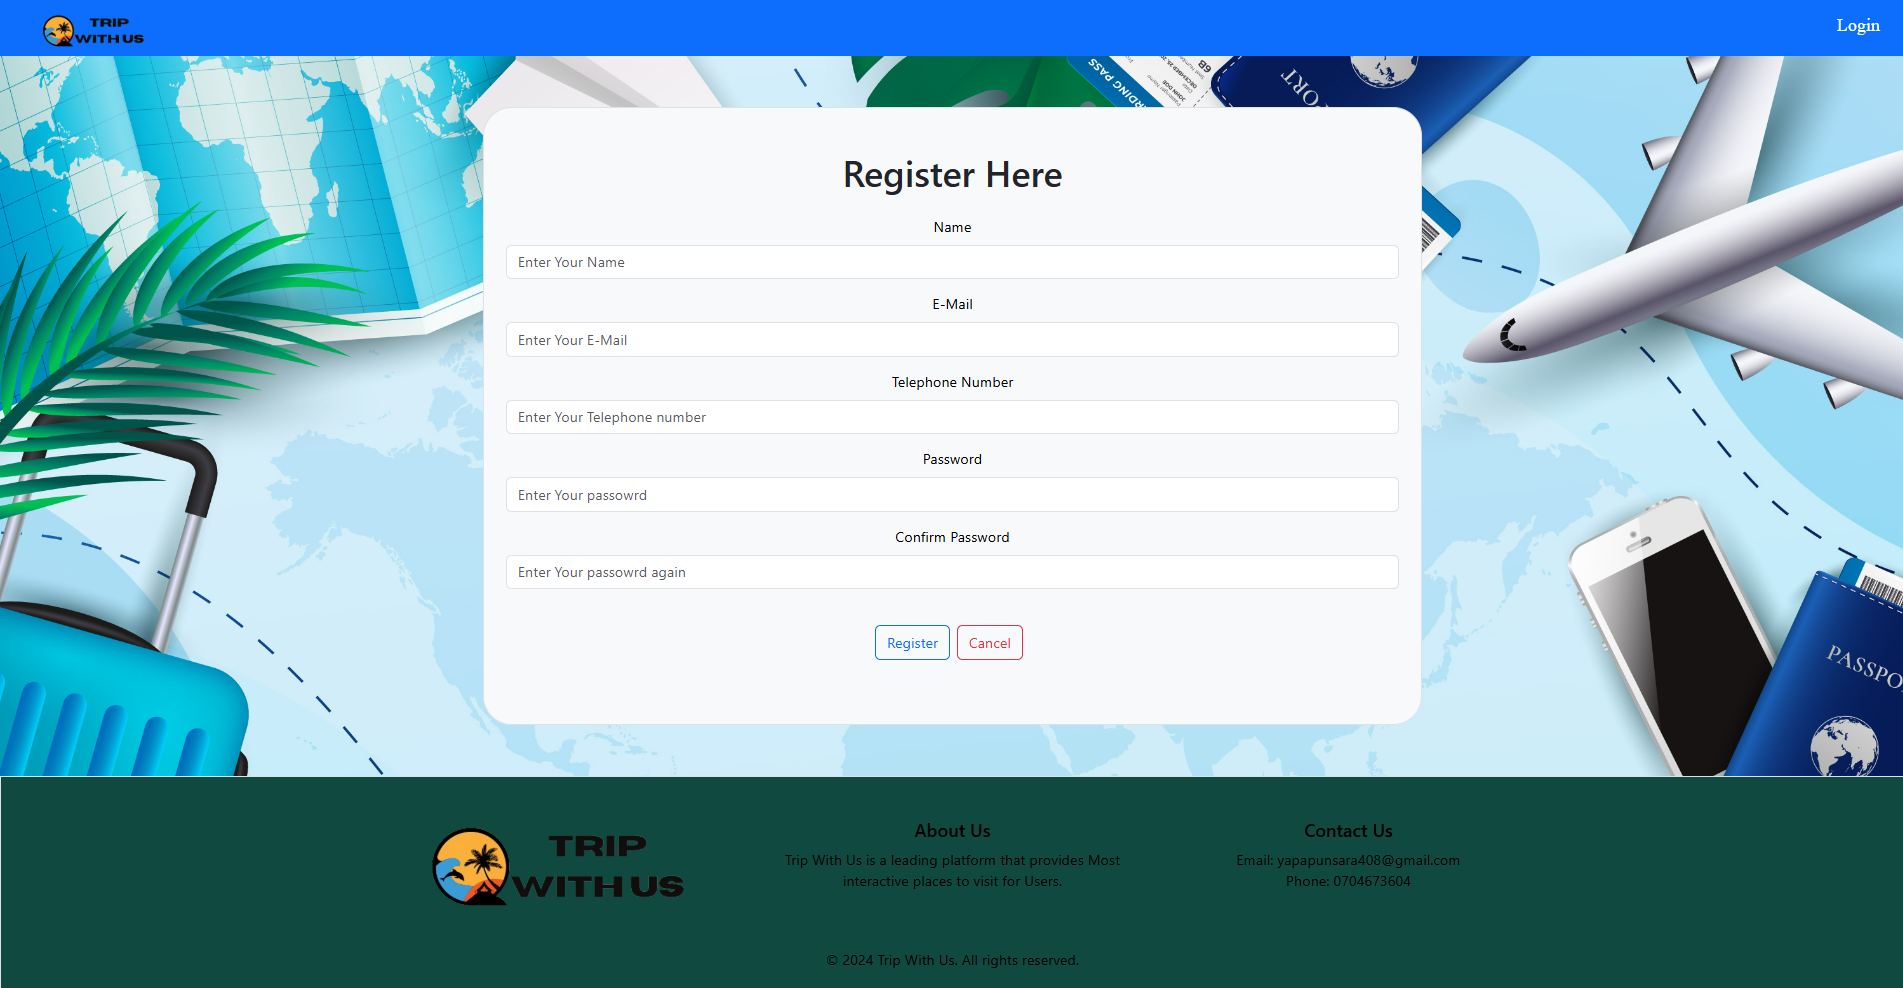 TRIP
WITH US
Login
BOARDING PASS
6B
JOHN DOE
PASSPORT
Register Here
Name
Enter Your Name
E-Mail
Enter Your E-Mail
Telephone Number
Enter Your Telephone number
Password
Enter Your passowrd
Confirm Password
Enter Your passowrd again
Register Cancel
PASSPO
TRIP
WITH US
About Us
Trip With Us is a leading platform that provides Most
interactive places to visit for Users.
Contact Us
Email: yapapunsara408@gmail.com
Phone: 0704673604
© 2024 Trip With Us. All rights reserved.